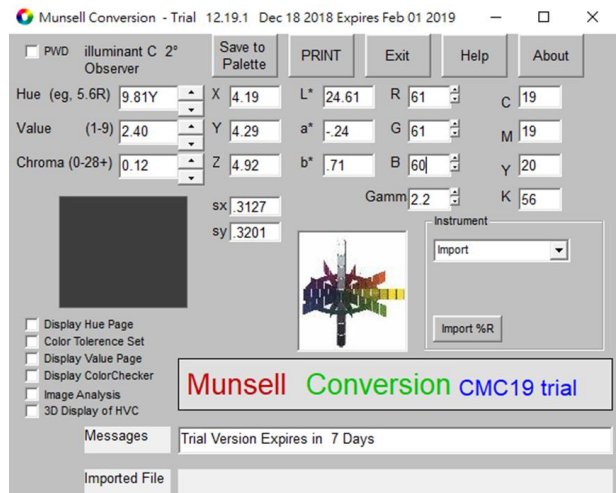 Munsell Conversion - Trial 12.19.1 Dec 18 2018 Expires Feb 01 2019
PWD illuminant C 2° Observer Save to Palette PRINT Exit Help About
Hue (eg, 5.6R) 9.81Y X 4.19 L* 24.61 R 61 C 19
Value (1-9) 2.40 Y 4.29 a* -.24 G 61 M 19
Chroma (0-28+) 0.12 Z 4.92 b* .71 B 60 Y 20
Gamm 2.2 K 56
sx .3127
sy .3201
Instrument
Import
Import %R
Display Hue Page
Color Tolerence Set
Display Value Page
Display ColorChecker
Image Analysis
3D Display of HVC
Munsell Conversion CMC19 trial
Messages Trial Version Expires in 7 Days
Imported File